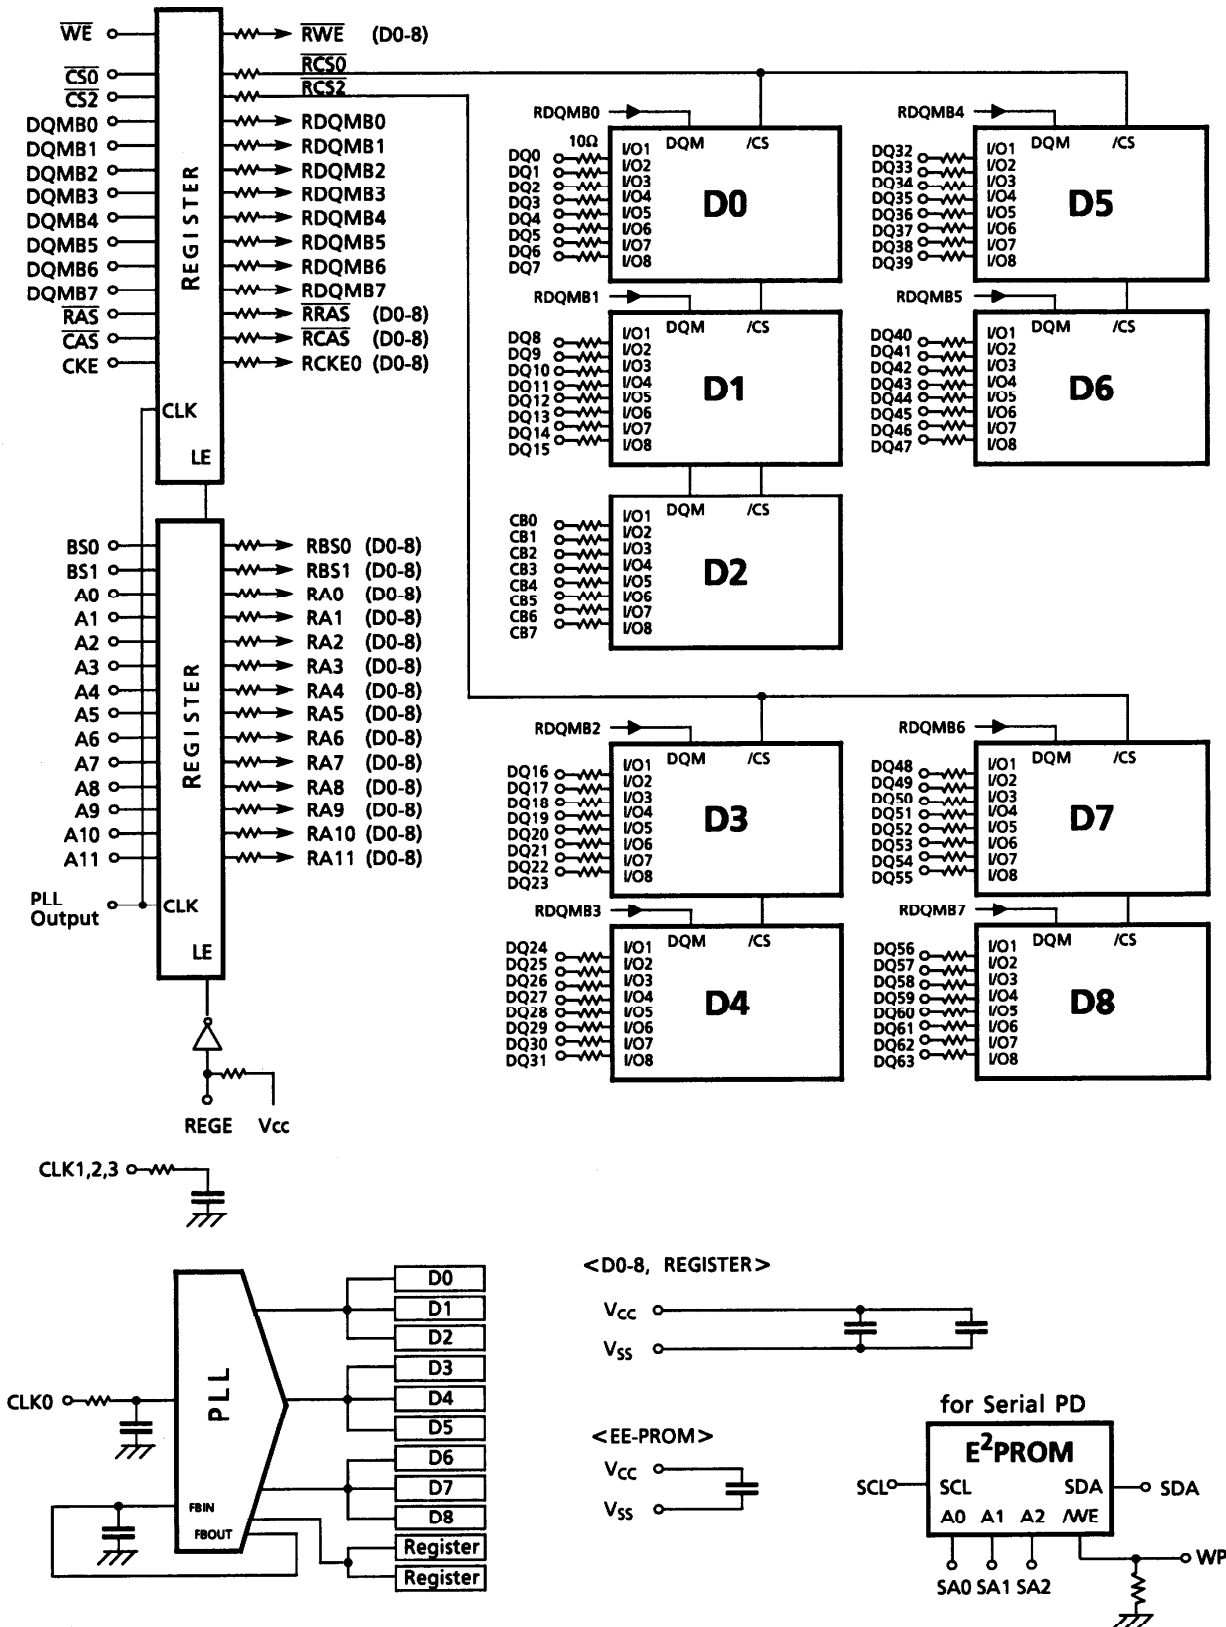 WE RWE (D0-8)
CS0 RCS0
CS2 RCS2
DQMB0 RDQMB0
DQMB1 RDQMB1
DQMB2 RDQMB2
DQMB3 RDQMB3
DQMB4 RDQMB4
DQMB5 RDQMB5
DQMB6 RDQMB6
DQMB7 RDQMB7
RAS RRAS (D0-8)
CAS RCAS (D0-8)
CKE RCKE0 (D0-8)
REGISTER
CLK
LE
BS0 RBS0 (D0-8)
BS1 RBS1 (D0-8)
A0 RA0 (D0-8)
A1 RA1 (D0-8)
A2 RA2 (D0-8)
A3 RA3 (D0-8)
A4 RA4 (D0-8)
A5 RA5 (D0-8)
A6 RA6 (D0-8)
A7 RA7 (D0-8)
A8 RA8 (D0-8)
A9 RA9 (D0-8)
A10 RA10 (D0-8)
A11 RA11 (D0-8)
REGISTER
PLL
Output
CLK
LE
REGE Vcc
RDQMB0
10Ω
DQM /CS
DQ0 I/O1
DQ1 I/O2
DQ2 I/O3
DQ3 I/O4
DQ4 I/O5
DQ5 I/O6
DQ6 I/O7
DQ7 I/O8
D0
RDQMB4
DQM /CS
DQ32 I/O1
DQ33 I/O2
DQ34 I/O3
DQ35 I/O4
DQ36 I/O5
DQ37 I/O6
DQ38 I/O7
DQ39 I/O8
D5
RDQMB1
DQM /CS
DQ8 I/O1
DQ9 I/O2
DQ10 I/O3
DQ11 I/O4
DQ12 I/O5
DQ13 I/O6
DQ14 I/O7
DQ15 I/O8
D1
RDQMB5
DQM /CS
DQ40 I/O1
DQ41 I/O2
DQ42 I/O3
DQ43 I/O4
DQ44 I/O5
DQ45 I/O6
DQ46 I/O7
DQ47 I/O8
D6
DQM /CS
CB0 I/O1
CB1 I/O2
CB2 I/O3
CB3 I/O4
CB4 I/O5
CB5 I/O6
CB6 I/O7
CB7 I/O8
D2
RDQMB2
DQM /CS
DQ16 I/O1
DQ17 I/O2
DQ18 I/O3
DQ19 I/O4
DQ20 I/O5
DQ21 I/O6
DQ22 I/O7
DQ23 I/O8
D3
RDQMB6
DQM /CS
DQ48 I/O1
DQ49 I/O2
DQ50 I/O3
DQ51 I/O4
DQ52 I/O5
DQ53 I/O6
DQ54 I/O7
DQ55 I/O8
D7
RDQMB3
DQM /CS
DQ24 I/O1
DQ25 I/O2
DQ26 I/O3
DQ27 I/O4
DQ28 I/O5
DQ29 I/O6
DQ30 I/O7
DQ31 I/O8
D4
RDQMB7
DQM /CS
DQ56 I/O1
DQ57 I/O2
DQ58 I/O3
DQ59 I/O4
DQ60 I/O5
DQ61 I/O6
DQ62 I/O7
DQ63 I/O8
D8
CLK1,2,3
CLK0
PLL
FBIN
FBOUT
D0
D1
D2
D3
D4
D5
D6
D7
D8
Register
Register
<D0-8, REGISTER>
VCC
VSS
<EE-PROM>
VCC
VSS
for Serial PD
E²PROM
SCL SCL SDA SDA
A0 A1 A2 /WE
WP
SA0 SA1 SA2